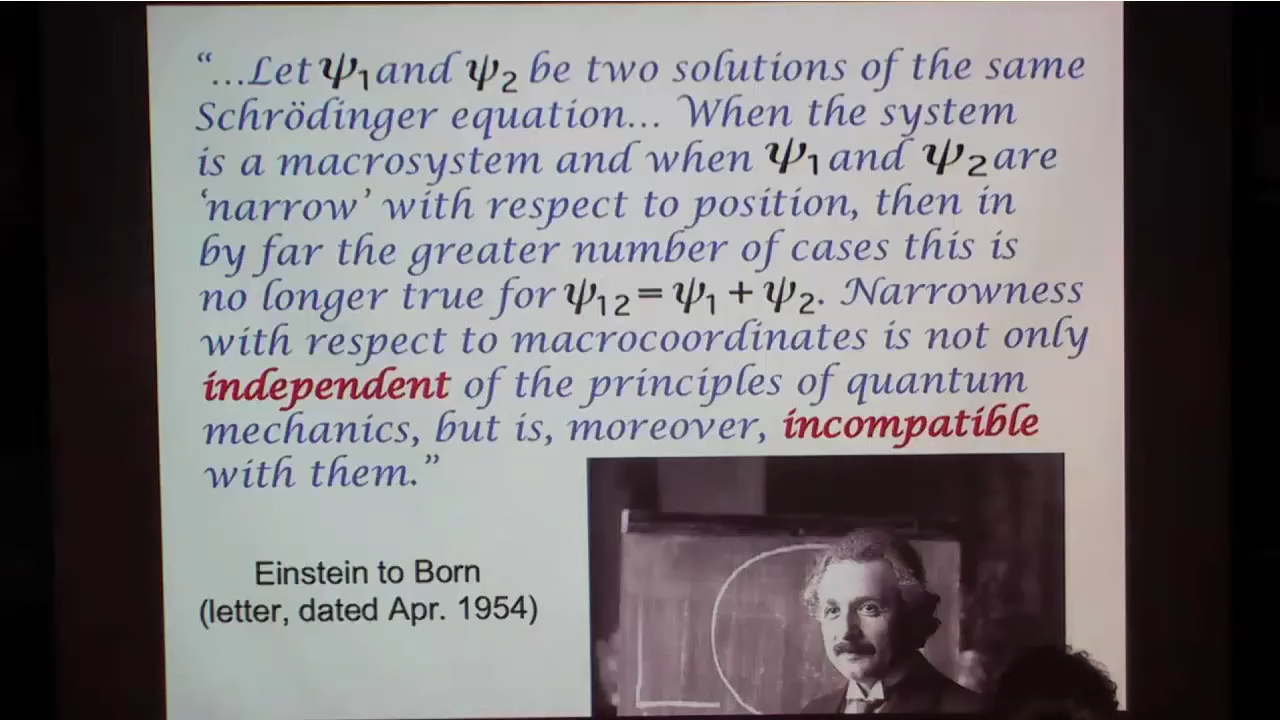 “...Let ψ1 and ψ2 be two solutions of the same
Schrödinger equation... When the system
is a macrosystem and when ψ1 and ψ2 are
‘narrow’ with respect to position, then in
by far the greater number of cases this is
no longer true for ψ12 = ψ1 + ψ2. Narrowness
with respect to macrocoordinates is not only
independent of the principles of quantum
mechanics, but is, moreover, incompatible
with them.”
Einstein to Born
(letter, dated Apr. 1954)